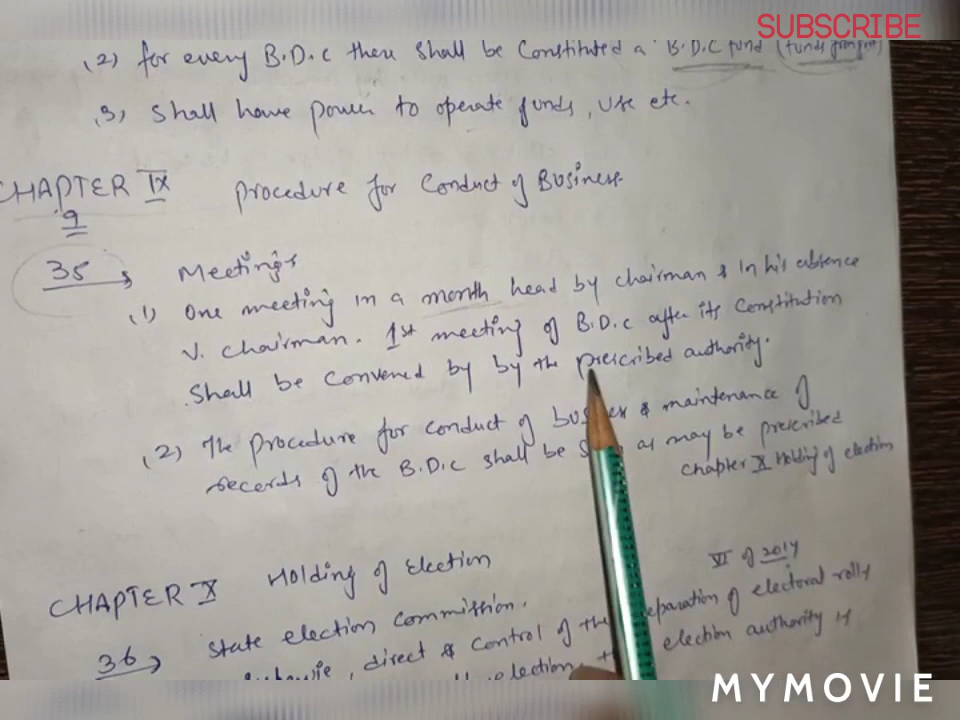 SUBSCRIBE
(2) for every B.D.C there shall be Constituted a B.D.C fund (funds
(3) Shall have power to operate funds, use etc.
CHAPTER IX Procedure for Conduct of Business
9
35 → Meetings
(1) One meeting in a month head by chairman & in his absence
V. Chairman. 1st meeting of B.D.C after its Constitution
Shall be Convened by by the prescribed authority.
(2) The procedure for conduct of & maintenance of
records of the B.D.C shall be as may be prescribed
Chapter X Holding of election
CHAPTER X Holding of Election
VI of 2014
36 → State election Commission.
direct & Control of the of electoral rolls
election, election authority
MYMOVIE